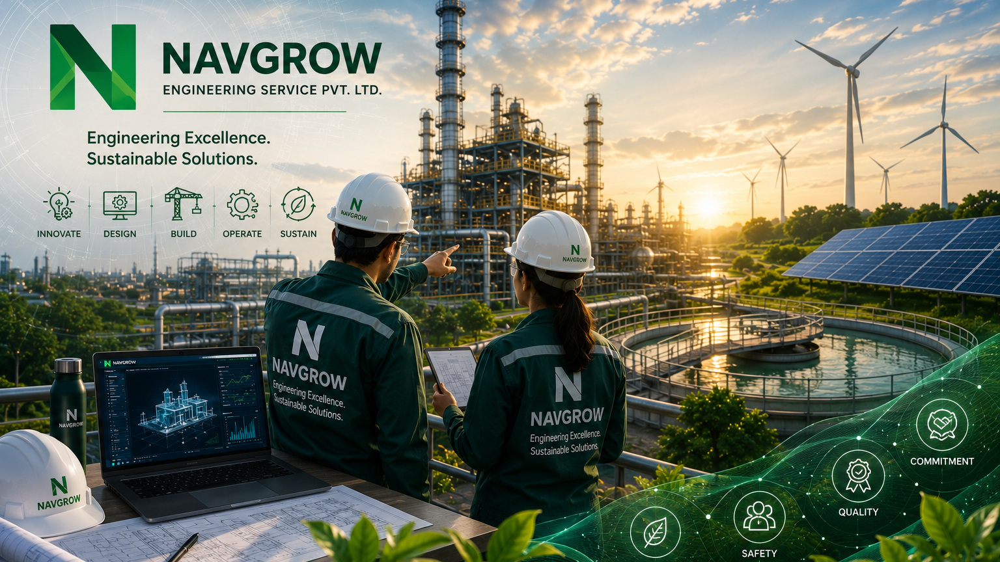 NAVGROW
ENGINEERING SERVICE PVT. LTD.
Engineering Excellence.
Sustainable Solutions.
INNOVATE
DESIGN
BUILD
OPERATE
SUSTAIN
N
NAVGROW
N
NAVGROW
N
NAVGROW
Engineering Excellence.
Sustainable Solutions.
N
NAVGROW
Engineering Excellence.
Sustainable Solutions.
N NAVGROW
N
NAVGROW
N
NAVGROW
COMMITMENT
QUALITY
SAFETY